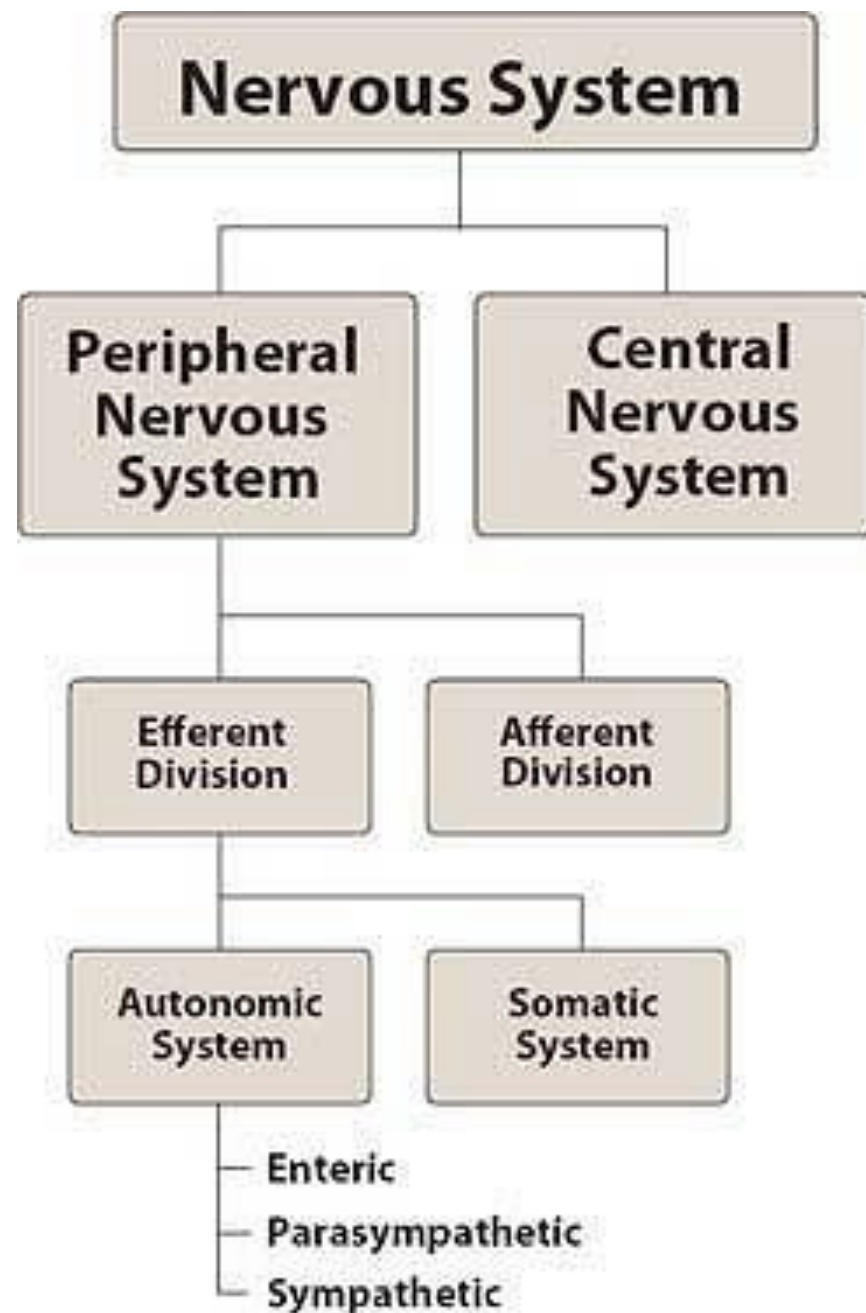 Nervous System
Peripheral
Nervous
System
Central
Nervous
System
Efferent
Division
Afferent
Division
Autonomic
System
Somatic
System
Enteric
Parasympathetic
Sympathetic